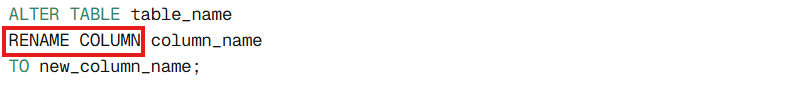 ALTER TABLE table_name
RENAME COLUMN column_name
TO new_column_name;